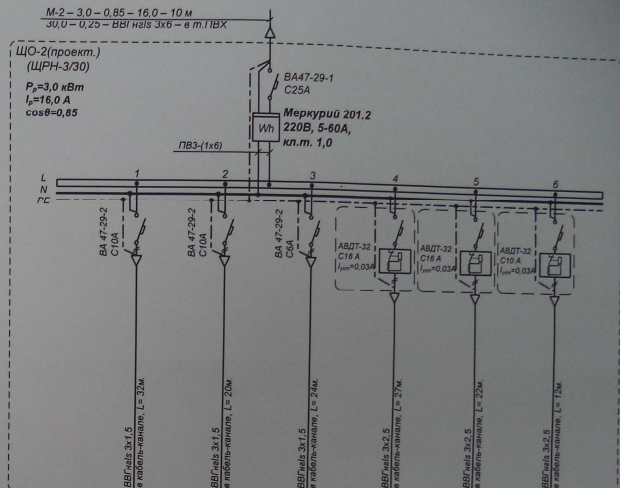 М-2 – 3,0 – 0,85 – 16,0 – 10 м
30,0 – 0,25 – ВВГнгls 3х6 – в т.ПВХ
ЩО-2(проект.)
(ЩРН-3/30)
Рр=3,0 кВт
Iр=16,0 А
cosθ=0,85
ВА47-29-1
С25А
Wh
Меркурий 201.2
220В, 5-60А,
кл.т. 1,0
ПВ3-(1х6)
L
N
1
2
3
4
5
6
ВА 47-29-2
С10А
ВА 47-29-2
С10А
ВА 47-29-2
С6А
АВДТ-32
С16 А
Iут=0,03А
АВДТ-32
С16 А
Iут=0,03А
АВДТ-32
С10 А
Iут=0,03А
ВВГнгls 3х1,5
в кабель-канале, L= 32м.
ВВГнгls 3х1,5
в кабель-канале, L= 20м.
ВВГнгls 3х1,5
в кабель-канале, L= 24м.
ВВГнгls 3х2,5
в кабель-канале, L= 27м.
ВВГнгls 3х2,5
в кабель-канале, L= 22м.
ВВГнгls 3х2,5
в кабель-канале, L= 12м.